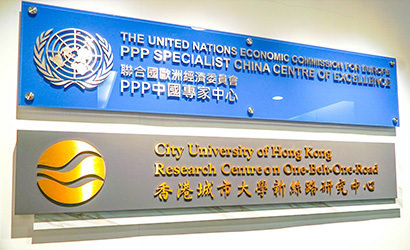 THE UNITED NATIONS ECONOMIC COMMISSION FOR EUROPE
PPP SPECIALIST CHINA CENTRE OF EXCELLENCE
聯合國歐洲經濟委員會
PPP中國專家中心
City University of Hong Kong
Research Centre on One-Belt-One-Road
香港城市大學新絲路研究中心